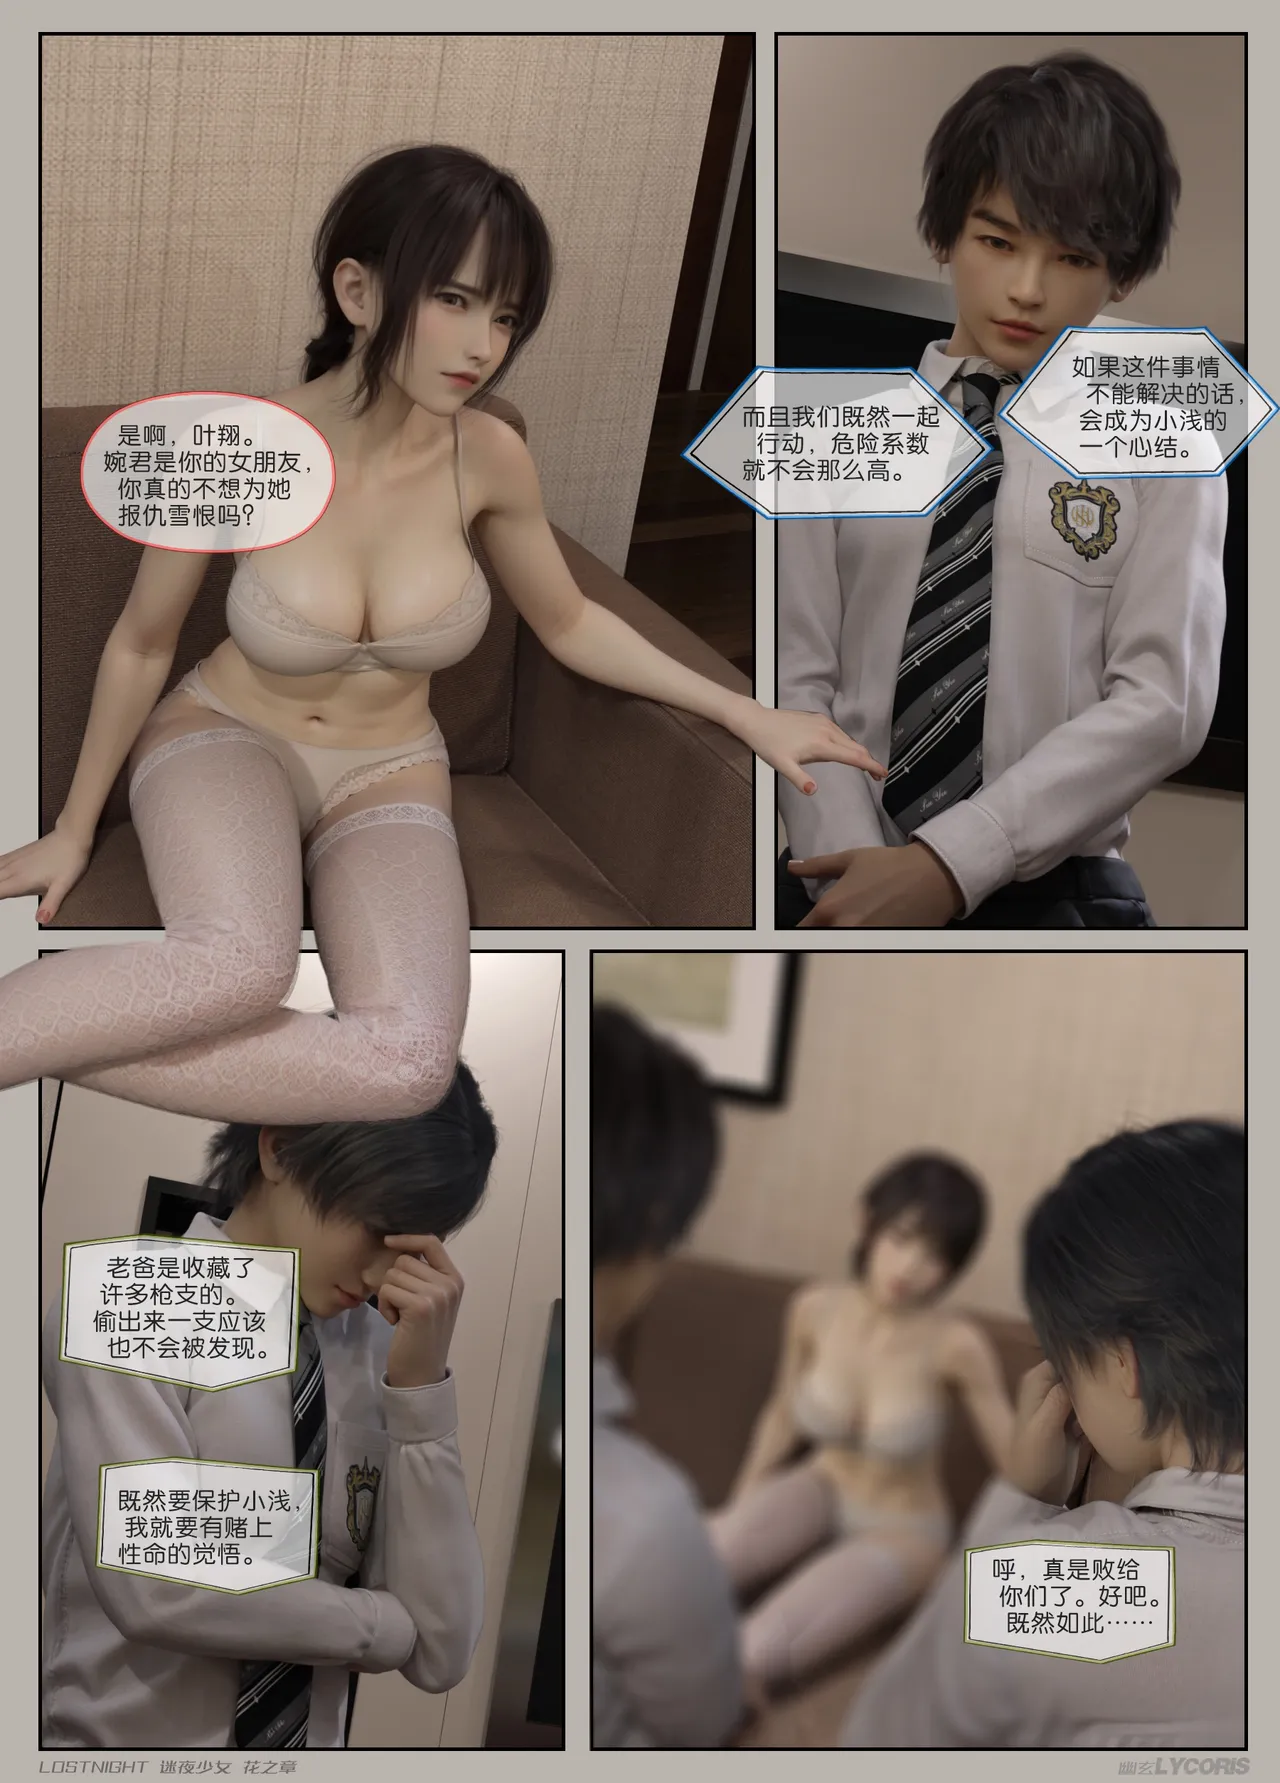 是啊，叶翔。
婉君是你的女朋友，
你真的不想为她
报仇雪恨吗？
如果这件事情
不能解决的话，
会成为小浅的
一个心结。
而且我们既然一起
行动，危险系数
就不会那么高。
老爸是收藏了
许多枪支的。
偷出来一支应该
也不会被发现。
既然要保护小浅，
我就要有赌上
性命的觉悟。
呼，真是败给
你们了。好吧。
既然如此……
LOSTNIGHT 迷夜少女 花之章
幽玄LYCORIS